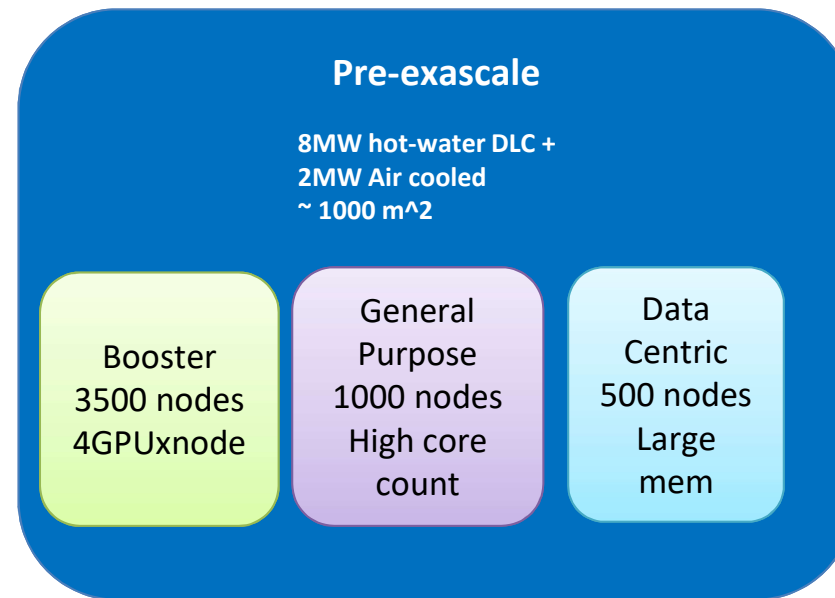 Pre-exascale
8MW hot-water DLC +
2MW Air cooled
~ 1000 m^2
Booster
3500 nodes
4GPUxnode
General
Purpose
1000 nodes
High core
count
Data
Centric
500 nodes
Large
mem